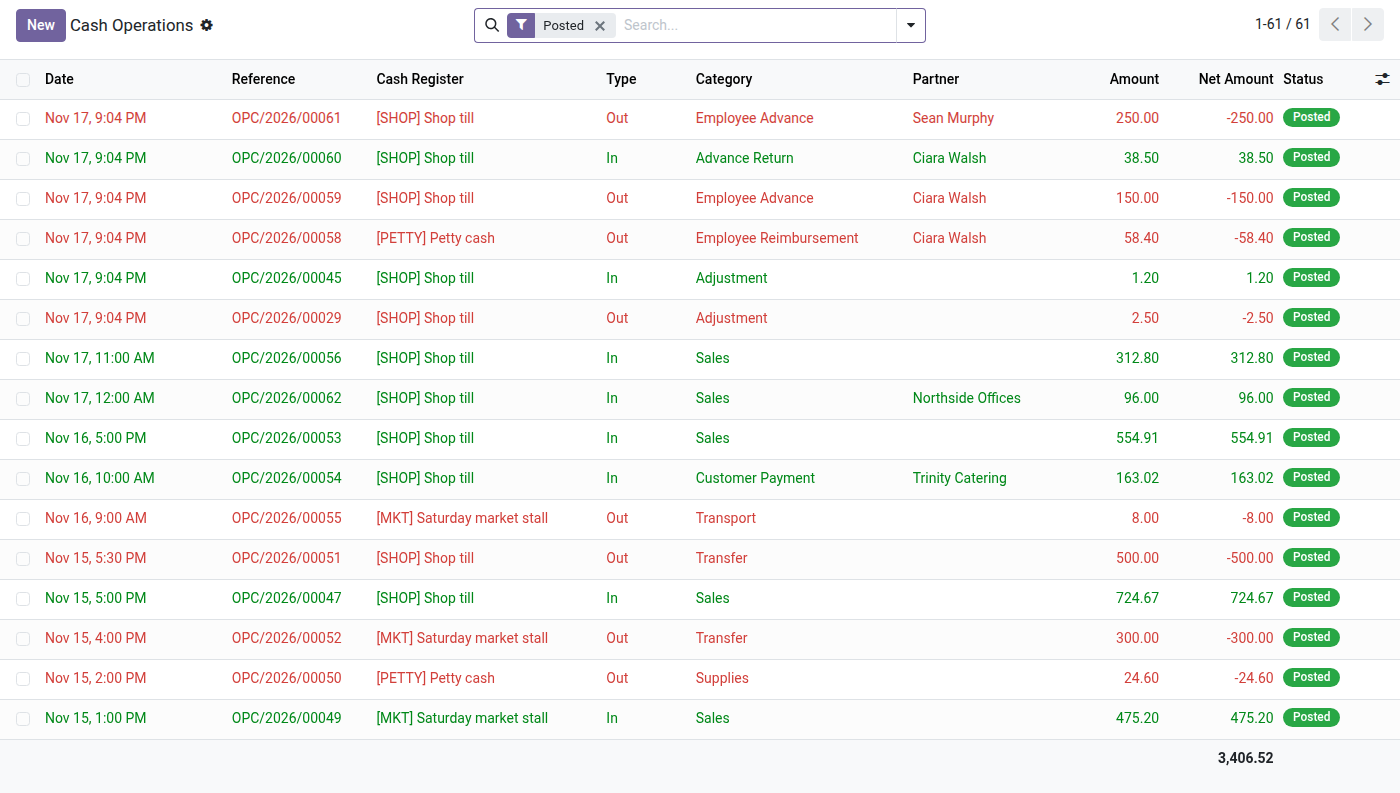 New Cash Operations Posted Search... 1-61 / 61
Date Reference Cash Register Type Category Partner Amount Net Amount Status
Nov 17, 9:04 PM OPC/2026/00061 [SHOP] Shop till Out Employee Advance Sean Murphy 250.00 -250.00 Posted
Nov 17, 9:04 PM OPC/2026/00060 [SHOP] Shop till In Advance Return Ciara Walsh 38.50 38.50 Posted
Nov 17, 9:04 PM OPC/2026/00059 [SHOP] Shop till Out Employee Advance Ciara Walsh 150.00 -150.00 Posted
Nov 17, 9:04 PM OPC/2026/00058 [PETTY] Petty cash Out Employee Reimbursement Ciara Walsh 58.40 -58.40 Posted
Nov 17, 9:04 PM OPC/2026/00045 [SHOP] Shop till In Adjustment 1.20 1.20 Posted
Nov 17, 9:04 PM OPC/2026/00029 [SHOP] Shop till Out Adjustment 2.50 -2.50 Posted
Nov 17, 11:00 AM OPC/2026/00056 [SHOP] Shop till In Sales 312.80 312.80 Posted
Nov 17, 12:00 AM OPC/2026/00062 [SHOP] Shop till In Sales Northside Offices 96.00 96.00 Posted
Nov 16, 5:00 PM OPC/2026/00053 [SHOP] Shop till In Sales 554.91 554.91 Posted
Nov 16, 10:00 AM OPC/2026/00054 [SHOP] Shop till In Customer Payment Trinity Catering 163.02 163.02 Posted
Nov 16, 9:00 AM OPC/2026/00055 [MKT] Saturday market stall Out Transport 8.00 -8.00 Posted
Nov 15, 5:30 PM OPC/2026/00051 [SHOP] Shop till Out Transfer 500.00 -500.00 Posted
Nov 15, 5:00 PM OPC/2026/00047 [SHOP] Shop till In Sales 724.67 724.67 Posted
Nov 15, 4:00 PM OPC/2026/00052 [MKT] Saturday market stall Out Transfer 300.00 -300.00 Posted
Nov 15, 2:00 PM OPC/2026/00050 [PETTY] Petty cash Out Supplies 24.60 -24.60 Posted
Nov 15, 1:00 PM OPC/2026/00049 [MKT] Saturday market stall In Sales 475.20 475.20 Posted
3,406.52